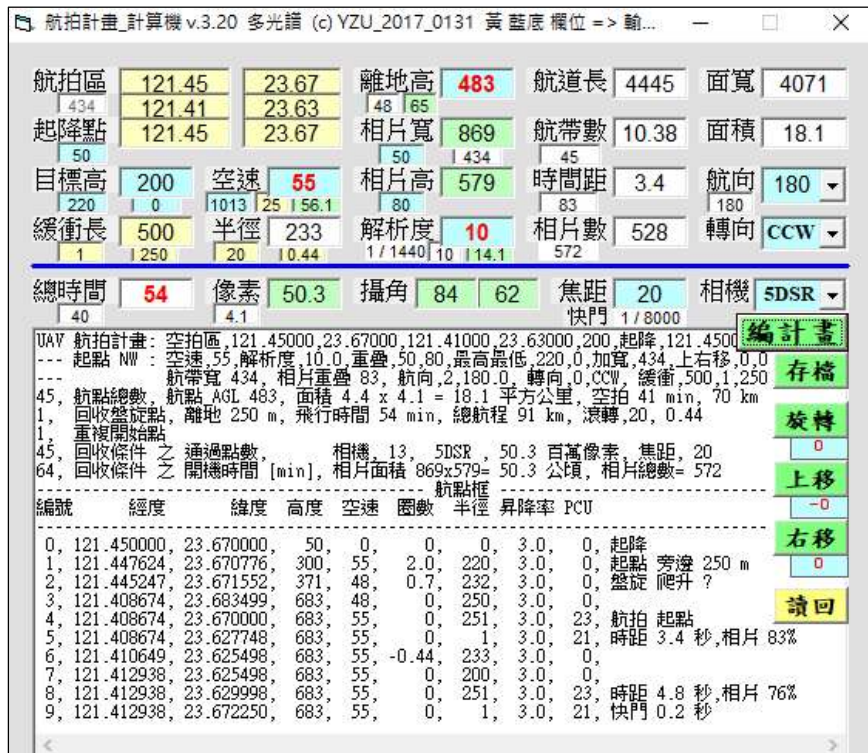 航拍計畫_計算機 v.3.20 多光譜 (c) YZU_2017_0131 黃 藍底 欄位 => 輸...
航拍區 121.45 23.67 離地高 483 航道長 4445 面寬 4071
434 121.41 23.63 48 65
起降點 121.45 23.67 相片寬 869 航帶數 10.38 面積 18.1
50 50 434 45
目標高 200 空速 55 相片高 579 時間距 3.4 航向 180
220 0 1013 25 56.1 80 83 180
緩衝長 500 半徑 233 解析度 10 相片數 528 轉向 CCW
1 250 20 0.44 1/1440 10 14.1 572
總時間 54 像素 50.3 攝角 84 62 焦距 20 相機 5DSR
40 4.1 快門 1/8000
編計畫
存檔
旋轉
0
上移
-0
右移
0
讀回
UAV 航拍計畫: 空拍區,121.45000,23.67000,121.41000,23.63000,200,起降,121.4500
--- 起點 NW : 空速,55,解析度,10.0,重疊,50,80,最高最低,220,0,加寬,434,上右移,0,0
--- 航帶寬 434, 相片重疊 83, 航向,2,180.0, 轉向,0,CCW, 緩衝,500,1,250
45, 航點總數, 航點 AGL 483, 面積 4.4 x 4.1 = 18.1 平方公里, 空拍 41 min, 70 km
1, 回收盤旋點, 離地 250 m, 飛行時間 54 min, 總航程 91 km, 滾轉,20, 0.44
1, 重複開始點
45, 回收條件 之 通過點數, 相機, 13, 5DSR , 50.3 百萬像素, 焦距, 20
64, 回收條件 之 開機時間 [min], 相片面積 869x579= 50.3 公頃, 相片總數= 572
航點框
編號 經度 緯度 高度 空速 圈數 半徑 昇降率 PCU
0, 121.450000, 23.670000, 50, 0, 0, 0, 3.0, 0, 起降
1, 121.447624, 23.670776, 300, 55, 2.0, 220, 3.0, 0, 起點 旁邊 250 m
2, 121.445247, 23.671552, 371, 48, 0.7, 232, 3.0, 0, 盤旋 爬升 ?
3, 121.408674, 23.683499, 683, 48, 0, 250, 3.0, 0,
4, 121.408674, 23.670000, 683, 55, 0, 251, 3.0, 23, 航拍 起點
5, 121.408674, 23.627748, 683, 55, 0, 1, 3.0, 21, 時距 3.4 秒,相片 83%
6, 121.410649, 23.625498, 683, 55, -0.44, 233, 3.0, 0,
7, 121.412938, 23.625498, 683, 55, 0, 200, 3.0, 0,
8, 121.412938, 23.629998, 683, 55, 0, 251, 3.0, 23, 時距 4.8 秒,相片 76%
9, 121.412938, 23.672250, 683, 55, 0, 1, 3.0, 21, 快門 0.2 秒